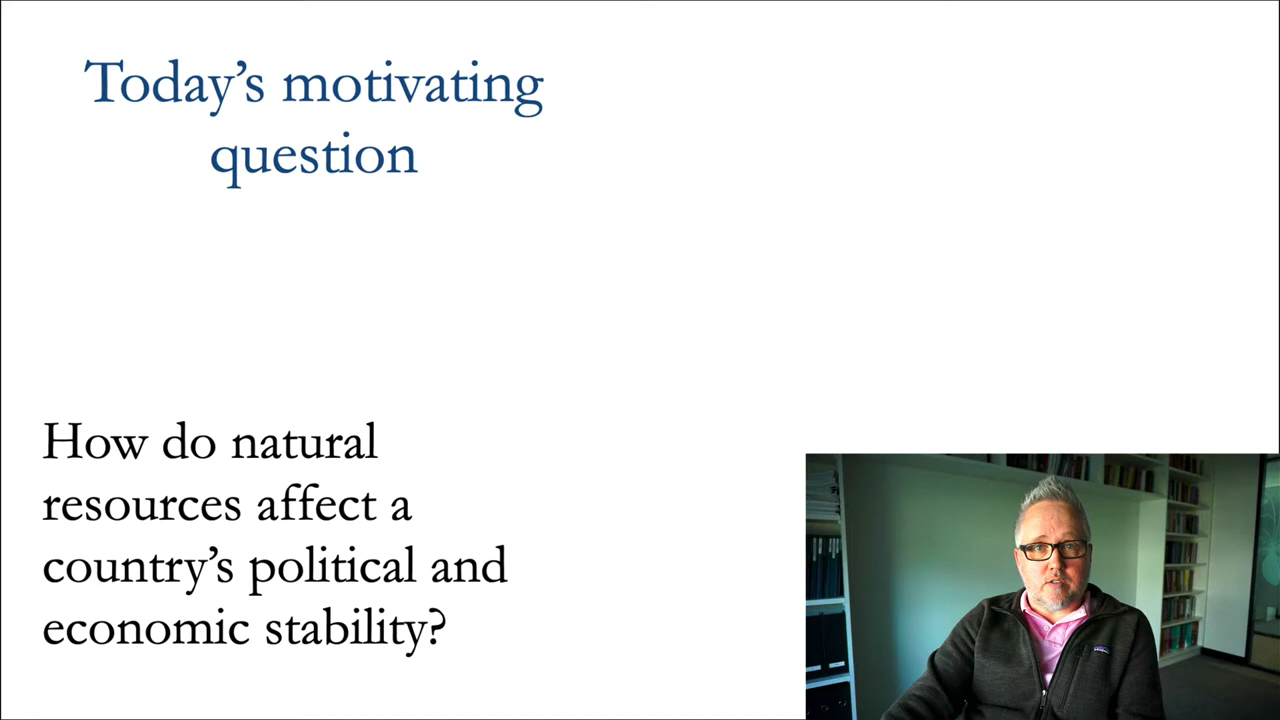 Today’s motivating
question
How do natural
resources affect a
country’s political and
economic stability?